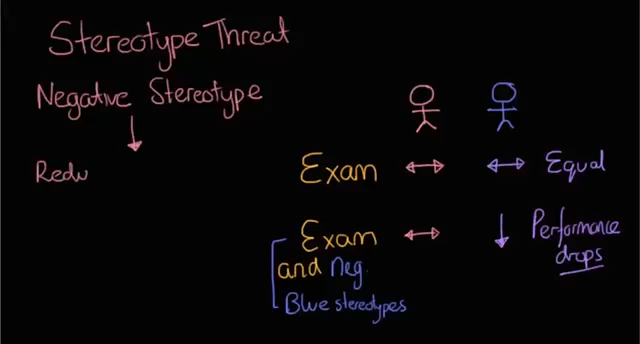 Stereotype Threat
Negative Stereotype
Redu
Exam
Equal
Exam
and Neg.
Blue stereotypes
Performance
drops